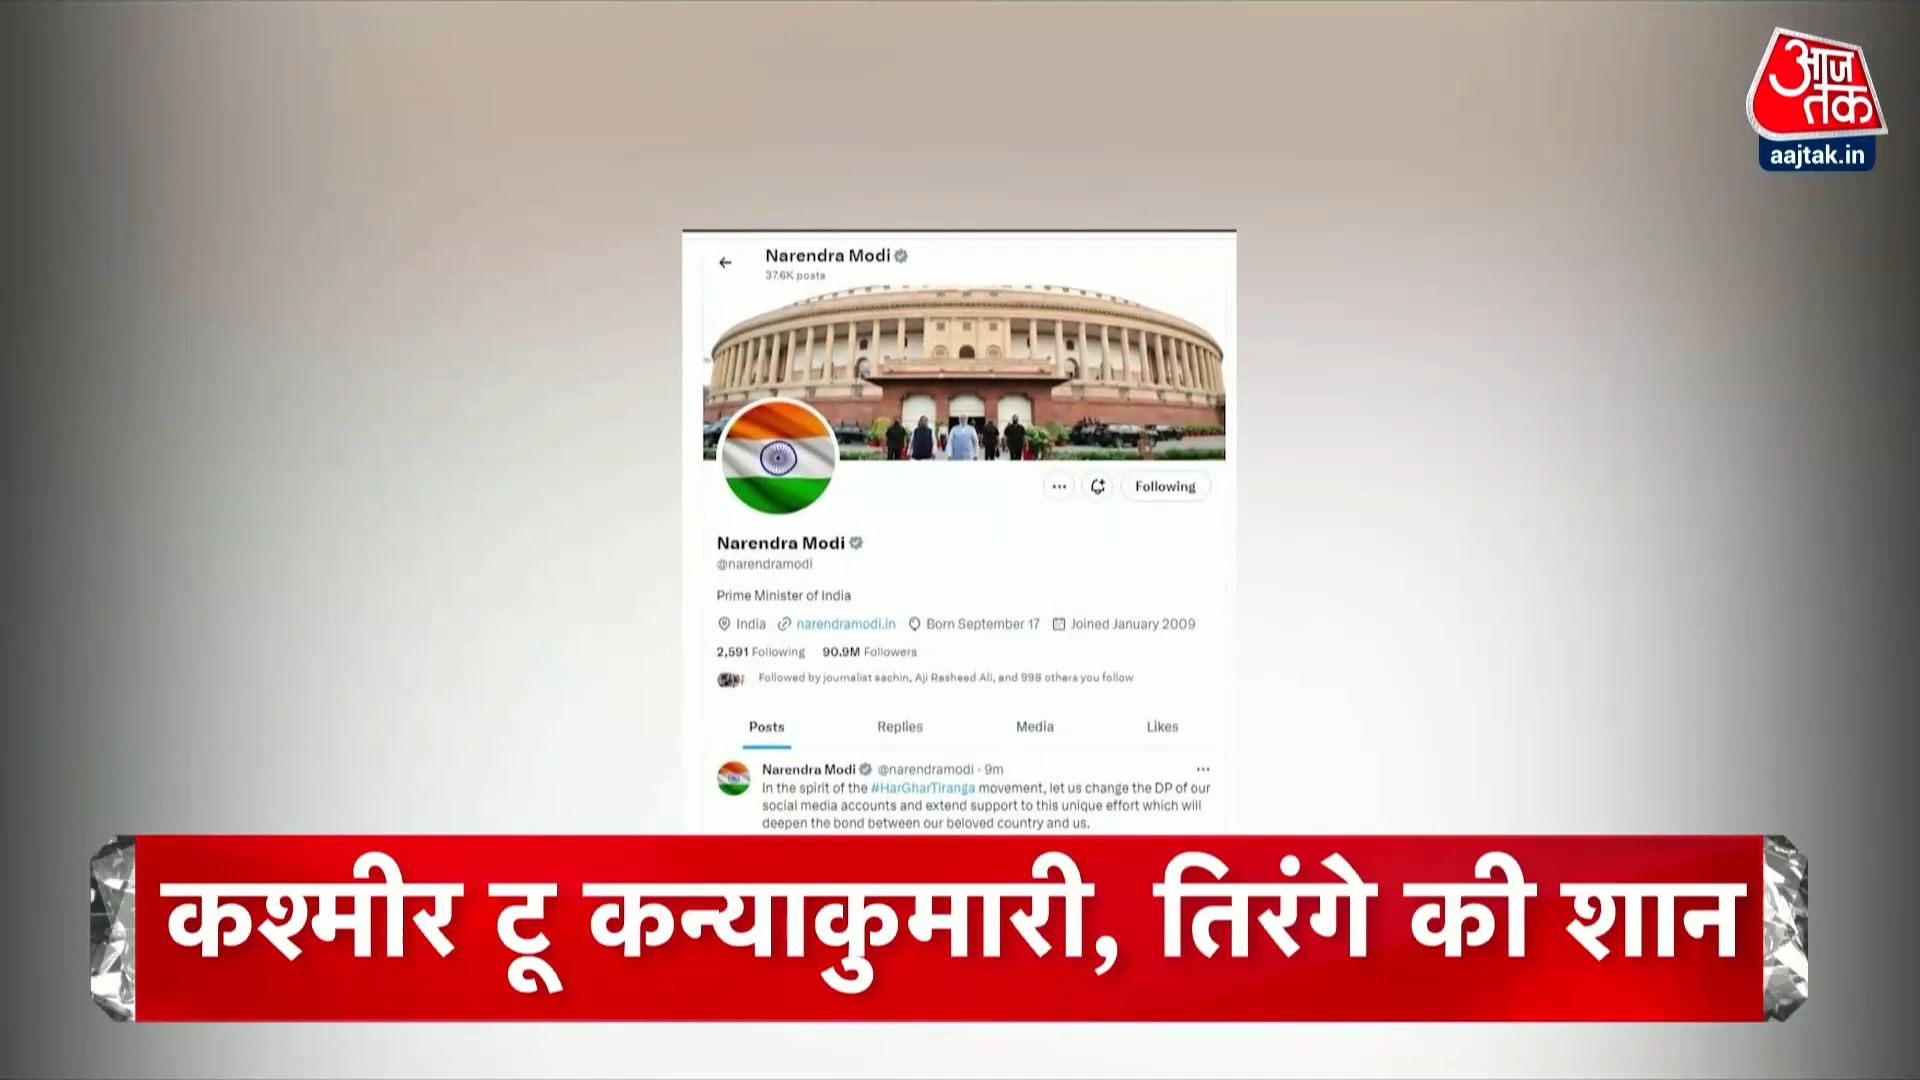 आज
तक
aajtak.in
Narendra Modi
37.6K posts
Following
Narendra Modi
@narendramodi
Prime Minister of India
India narendramodi.in Born September 17 Joined January 2009
2,591 Following 90.9M Followers
Followed by journalist sachin, Aji Rasheed Ali, and 998 others you follow
Posts Replies Media Likes
Narendra Modi @narendramodi · 9m
In the spirit of the #HarGharTiranga movement, let us change the DP of our
social media accounts and extend support to this unique effort which will
deepen the bond between our beloved country and us.
कश्मीर टू कन्याकुमारी, तिरंगे की शान